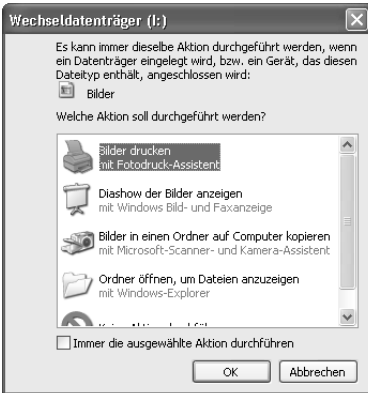 Wechseldatenträger (I:)
Es kann immer dieselbe Aktion durchgeführt werden, wenn
ein Datenträger eingelegt wird, bzw. ein Gerät, das diesen
Dateityp enthält, angeschlossen wird:
Bilder
Welche Aktion soll durchgeführt werden?
Bilder drucken
mit Fotodruck-Assistent
Diashow der Bilder anzeigen
mit Windows Bild- und Faxanzeige
Bilder in einen Ordner auf Computer kopieren
mit Microsoft-Scanner- und Kamera-Assistent
Ordner öffnen, um Dateien anzuzeigen
mit Windows-Explorer
Immer die ausgewählte Aktion durchführen
OK
Abbrechen